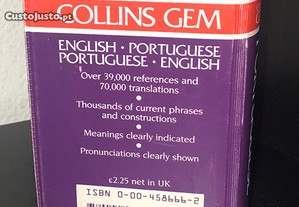 CustoJusto.pt
COLLINS GEM
ENGLISH · PORTUGUESE
PORTUGUESE · ENGLISH
Over 39,000 references and
70,000 translations
Thousands of current phrases
and constructions
Meanings clearly indicated
Pronunciations clearly shown
£2.25 net in UK
ISBN 0-00-458666-2